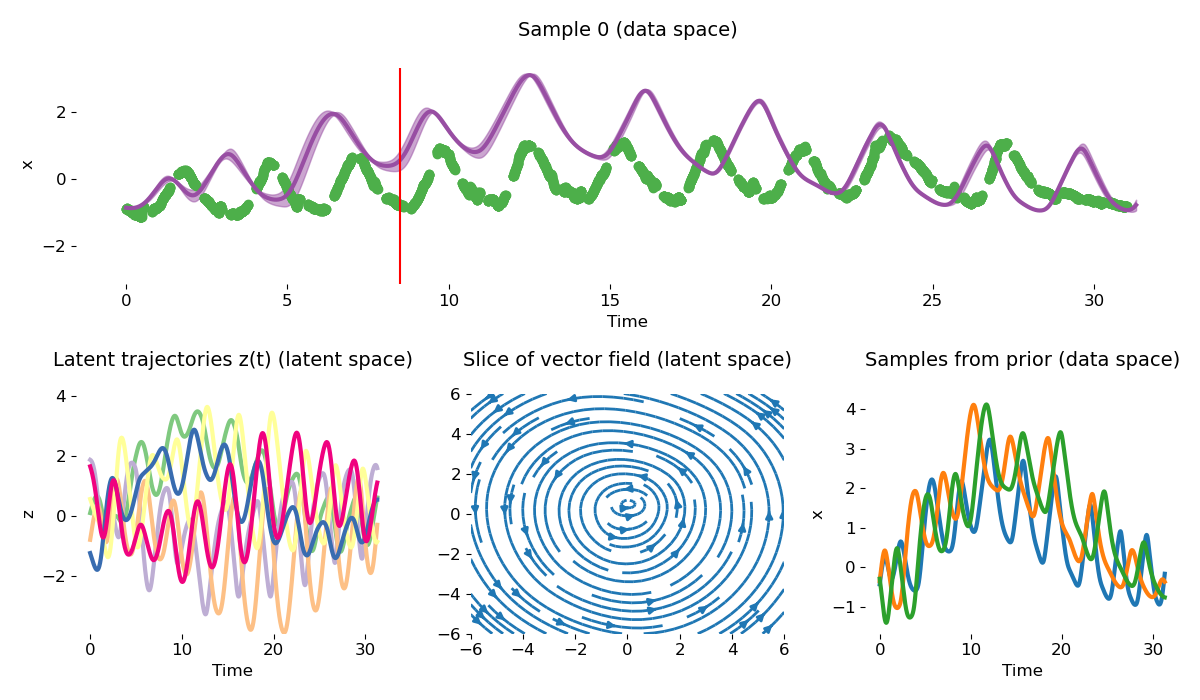 Sample 0 (data space)
x
2
0
−2
0 5 10 15 20 25 30
Time
Latent trajectories z(t) (latent space)
z
4
2
0
−2
0 10 20 30
Time
Slice of vector field (latent space)
6
4
2
0
−2
−4
−6
−6 −4 −2 0 2 4 6
Samples from prior (data space)
x
4
3
2
1
0
−1
0 10 20 30
Time